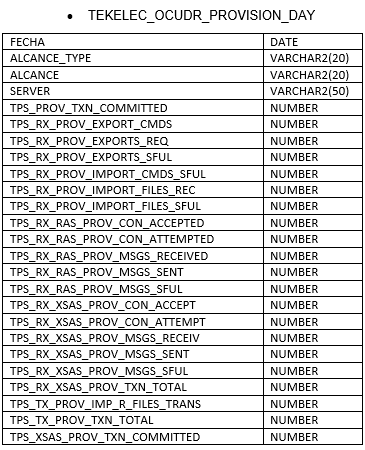 • TEKELEC_OCUDR_PROVISION_DAY
FECHA DATE
ALCANCE_TYPE VARCHAR2(20)
ALCANCE VARCHAR2(20)
SERVER VARCHAR2(50)
TPS_PROV_TXN_COMMITTED NUMBER
TPS_RX_PROV_EXPORT_CMDS NUMBER
TPS_RX_PROV_EXPORTS_REQ NUMBER
TPS_RX_PROV_EXPORTS_SFUL NUMBER
TPS_RX_PROV_IMPORT_CMDS_SFUL NUMBER
TPS_RX_PROV_IMPORT_FILES_REC NUMBER
TPS_RX_PROV_IMPORT_FILES_SFUL NUMBER
TPS_RX_RAS_PROV_CON_ACCEPTED NUMBER
TPS_RX_RAS_PROV_CON_ATTEMPTED NUMBER
TPS_RX_RAS_PROV_MSGS_RECEIVED NUMBER
TPS_RX_RAS_PROV_MSGS_SENT NUMBER
TPS_RX_RAS_PROV_MSGS_SFUL NUMBER
TPS_RX_XSAS_PROV_CON_ACCEPT NUMBER
TPS_RX_XSAS_PROV_CON_ATTEMPT NUMBER
TPS_RX_XSAS_PROV_MSGS_RECEIV NUMBER
TPS_RX_XSAS_PROV_MSGS_SENT NUMBER
TPS_RX_XSAS_PROV_MSGS_SFUL NUMBER
TPS_RX_XSAS_PROV_TXN_TOTAL NUMBER
TPS_TX_PROV_IMP_R_FILES_TRANS NUMBER
TPS_TX_PROV_TXN_TOTAL NUMBER
TPS_XSAS_PROV_TXN_COMMITTED NUMBER